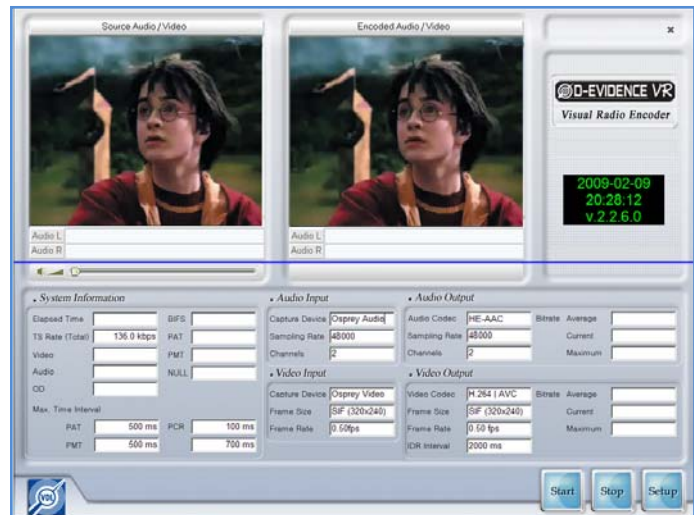 Source Audio / Video
Encoded Audio / Video
×
D-EVIDENCE VR
Visual Radio Encoder
2009-02-09
20:28:12
v.2.2.6.0
Audio L
Audio R
Audio L
Audio R
System Information
Elapsed Time
BIFS
TS Rate (Total) 136.0 kbps
PAT
Video
PMT
Audio
NULL
OD
Max. Time Interval
PAT 500 ms PCR 100 ms
PMT 500 ms 700 ms
Audio Input
Capture Device Osprey Audio
Sampling Rate 48000
Channels 2
Video Input
Capture Device Osprey Video
Frame Size SIF (320x240)
Frame Rate 0.50fps
Audio Output
Audio Codec HE-AAC Bitrate Average
Sampling Rate 48000 Current
Channels 2 Maximum
Video Output
Video Codec H.264 | AVC Bitrate Average
Frame Size SIF (320x240) Current
Frame Rate 0.50 fps Maximum
IDR Interval 2000 ms
VDL
Start Stop Setup